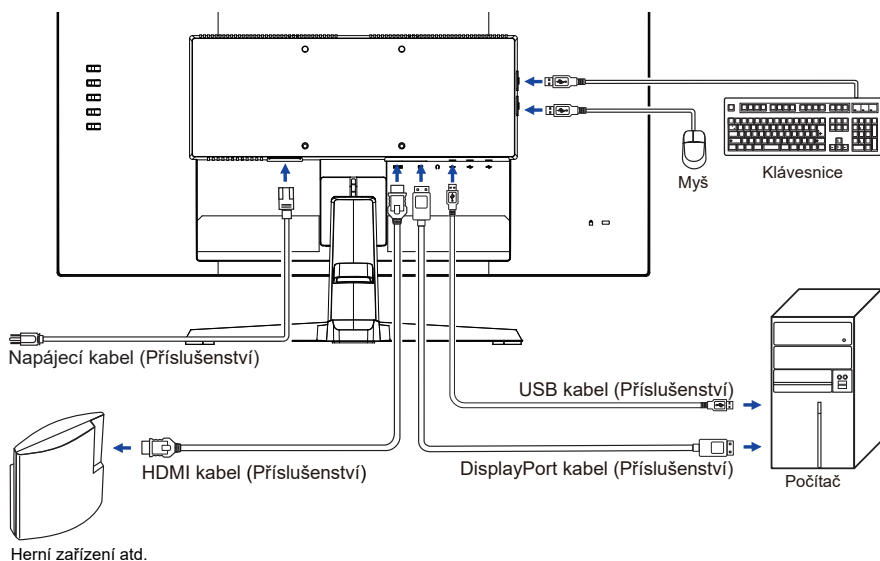 Klávesnice
Myš
Napájecí kabel (Příslušenství)
USB kabel (Příslušenství)
HDMI kabel (Příslušenství)
DisplayPort kabel (Příslušenství)
Počítač
Herní zařízení atd.